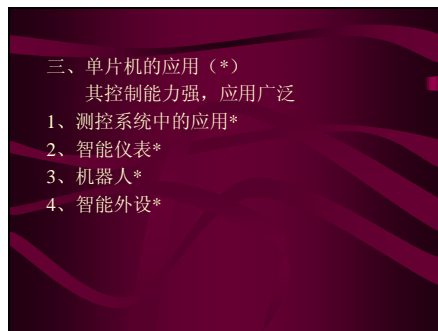 三、单片机的应用（*）
其控制能力强，应用广泛
1、测控系统中的应用*
2、智能仪表*
3、机器人*
4、智能外设*